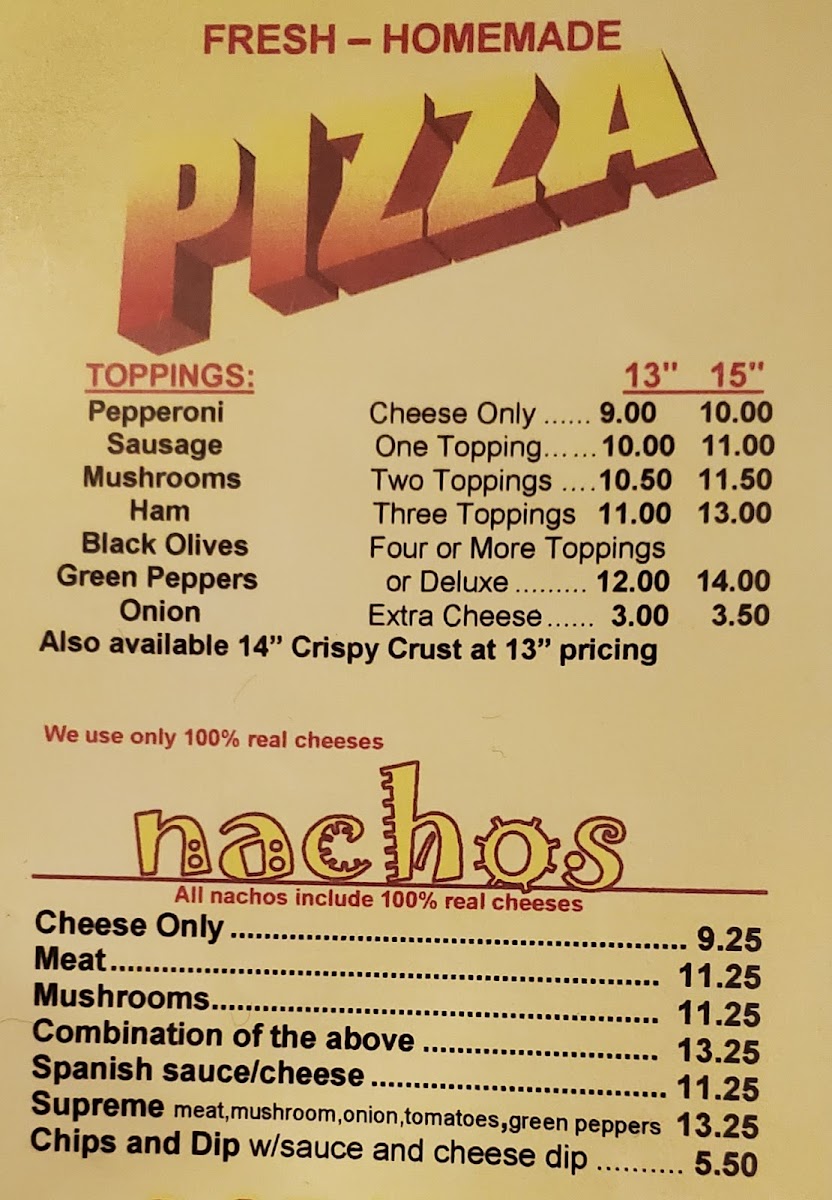 FRESH – HOMEMADE
PIZZA
TOPPINGS: 13" 15"
Pepperoni Cheese Only ...... 9.00 10.00
Sausage One Topping...... 10.00 11.00
Mushrooms Two Toppings ....10.50 11.50
Ham Three Toppings 11.00 13.00
Black Olives Four or More Toppings
Green Peppers or Deluxe ......... 12.00 14.00
Onion Extra Cheese...... 3.00 3.50
Also available 14” Crispy Crust at 13” pricing
We use only 100% real cheeses
nachos
All nachos include 100% real cheeses
Cheese Only ...................................................... 9.25
Meat................................................................. 11.25
Mushrooms..................................................... 11.25
Combination of the above ............................ 13.25
Spanish sauce/cheese ................................... 11.25
Supreme meat,mushroom,onion,tomatoes,green peppers 13.25
Chips and Dip w/sauce and cheese dip .......... 5.50